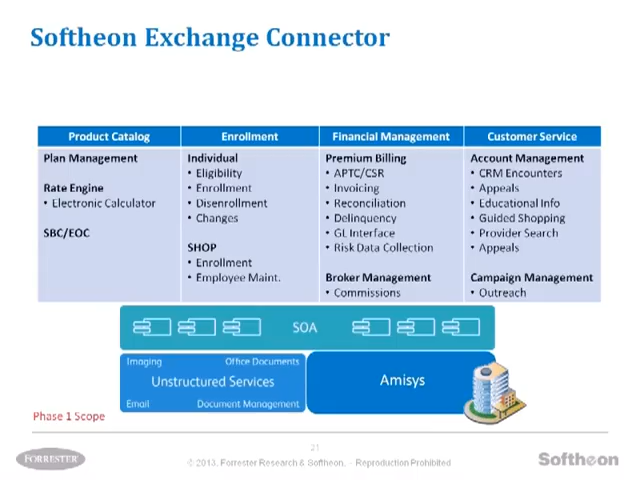 Softheon Exchange Connector
Product Catalog
Plan Management
Rate Engine
• Electronic Calculator
SBC/EOC
Enrollment
Individual
• Eligibility
• Enrollment
• Disenrollment
• Changes
SHOP
• Enrollment
• Employee Maint.
Financial Management
Premium Billing
• APTC/CSR
• Invoicing
• Reconciliation
• Delinquency
• GL Interface
• Risk Data Collection
Broker Management
• Commissions
Customer Service
Account Management
• CRM Encounters
• Appeals
• Educational Info
• Guided Shopping
• Provider Search
• Appeals
Campaign Management
• Outreach
SOA
Imaging Office Documents
Unstructured Services
Email Document Management
Amisys
Phase 1 Scope
21
© 2013, Forrester Research & Softheon, - Reproduction Prohibited
FORRESTER
Softheon